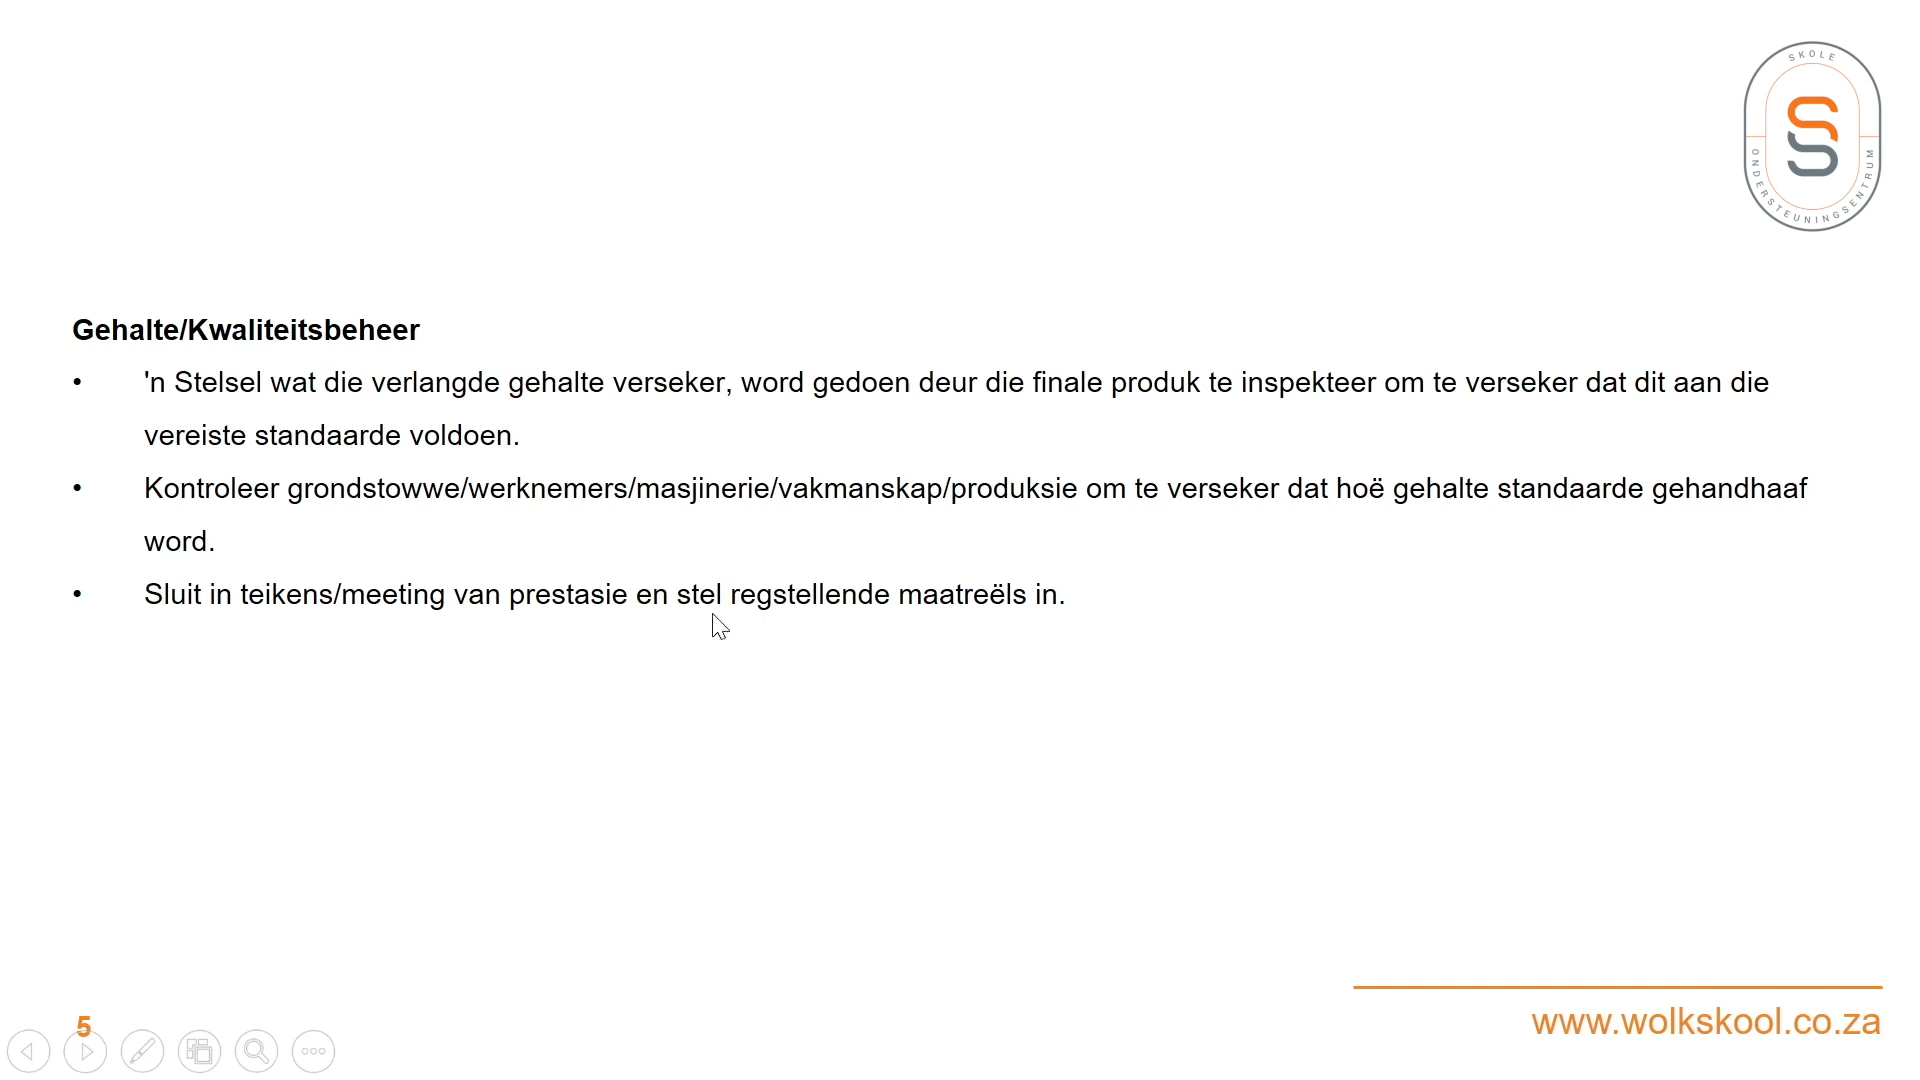 SKOLE
ONDERSTEUNINGSENTRUM
Gehalte/Kwaliteitsbeheer
• 'n Stelsel wat die verlangde gehalte verseker, word gedoen deur die finale produk te inspekteer om te verseker dat dit aan die
vereiste standaarde voldoen.
• Kontroleer grondstowwe/werknemers/masjinerie/vakmanskap/produksie om te verseker dat hoë gehalte standaarde gehandhaaf
word.
• Sluit in teikens/meeting van prestasie en stel regstellende maatreëls in.
5
www.wolkskool.co.za